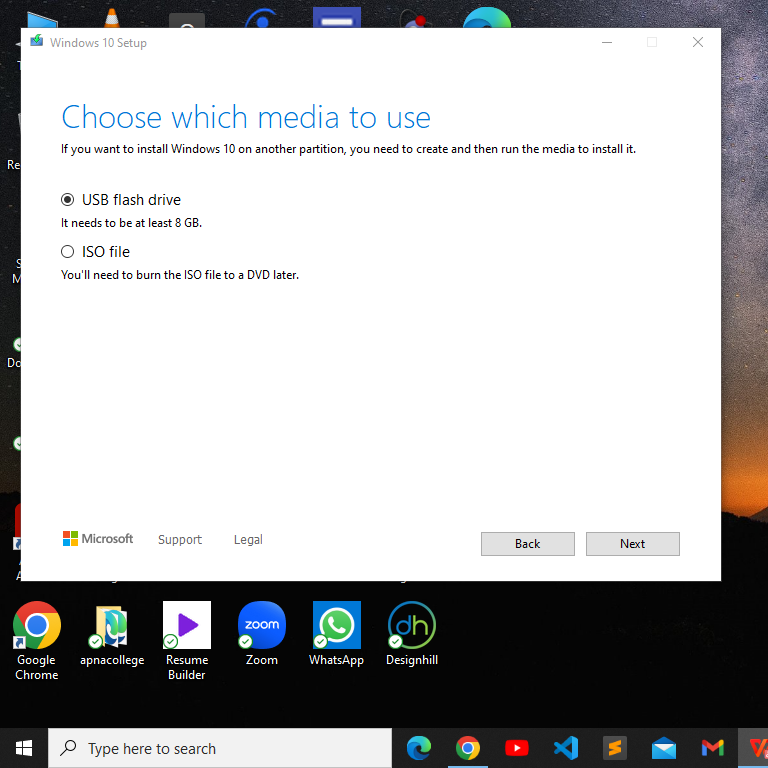 Windows 10 Setup
Choose which media to use
If you want to install Windows 10 on another partition, you need to create and then run the media to install it.
USB flash drive
It needs to be at least 8 GB.
ISO file
You'll need to burn the ISO file to a DVD later.
Microsoft
Support
Legal
Back
Next
zoom
dh
Google
Chrome
apnacollege
Resume
Builder
Zoom
WhatsApp
Designhill
Type here to search